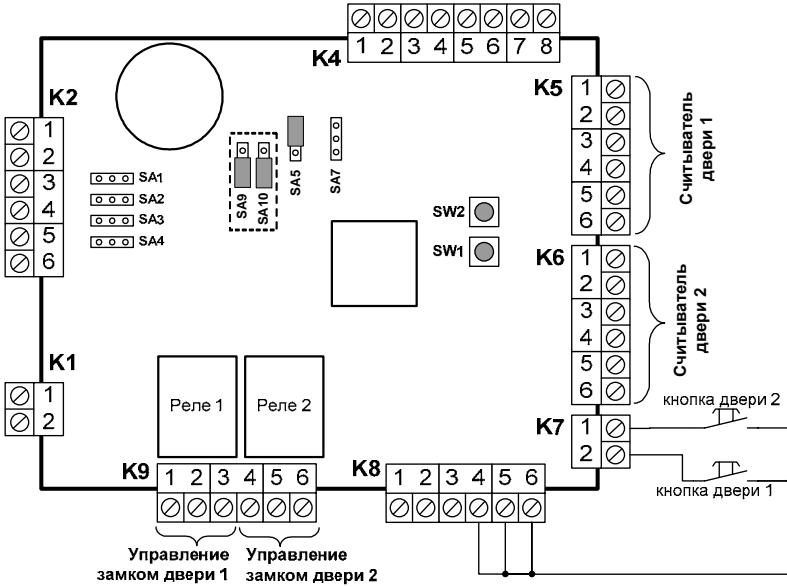 K4
1 2 3 4 5 6 7 8
K2
1
2
3
4
5
6
SA1
SA2
SA3
SA4
SA9
SA10
SA5
SA7
SW2
SW1
K5
1
2
3
4
5
6
Считыватель
двери 1
K6
1
2
3
4
5
6
Считыватель
двери 2
K1
1
2
Реле 1
Реле 2
K7
1
2
кнопка двери 2
кнопка двери 1
K9
1 2 3 4 5 6
K8
1 2 3 4 5 6
Управление
замком двери 1
Управление
замком двери 2